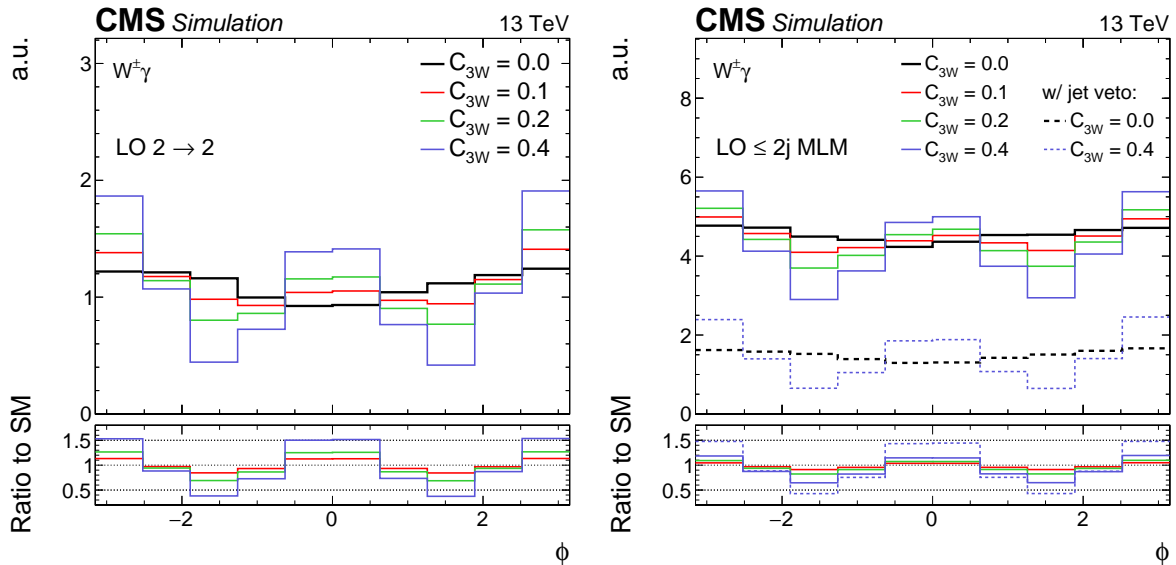 CMS Simulation 13 TeV
a.u.
W±γ
C3W = 0.0
C3W = 0.1
C3W = 0.2
C3W = 0.4
LO 2 → 2
3
2
1
0
Ratio to SM
1.5
1
0.5
−2 0 2
ϕ
CMS Simulation 13 TeV
a.u.
W±γ
C3W = 0.0
C3W = 0.1
C3W = 0.2
C3W = 0.4
w/ jet veto:
C3W = 0.0
C3W = 0.4
LO ≤ 2j MLM
8
6
4
2
0
Ratio to SM
1.5
1
0.5
−2 0 2
ϕ